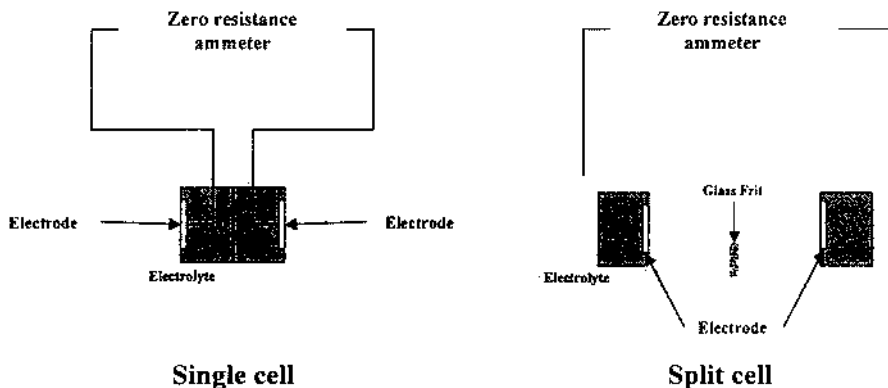 Zero resistance
ammeter
Electrode
Electrode
Electrolyte
Single cell
Zero resistance
ammeter
Glass Frit
Electrolyte
Electrode
Split cell